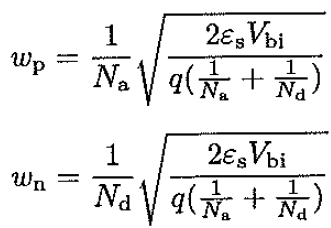 w_p = \frac{1}{N_a} \sqrt{\frac{2\varepsilon_s V_{bi}}{q(\frac{1}{N_a} + \frac{1}{N_d})}}
w_n = \frac{1}{N_d} \sqrt{\frac{2\varepsilon_s V_{bi}}{q(\frac{1}{N_a} + \frac{1}{N_d})}}